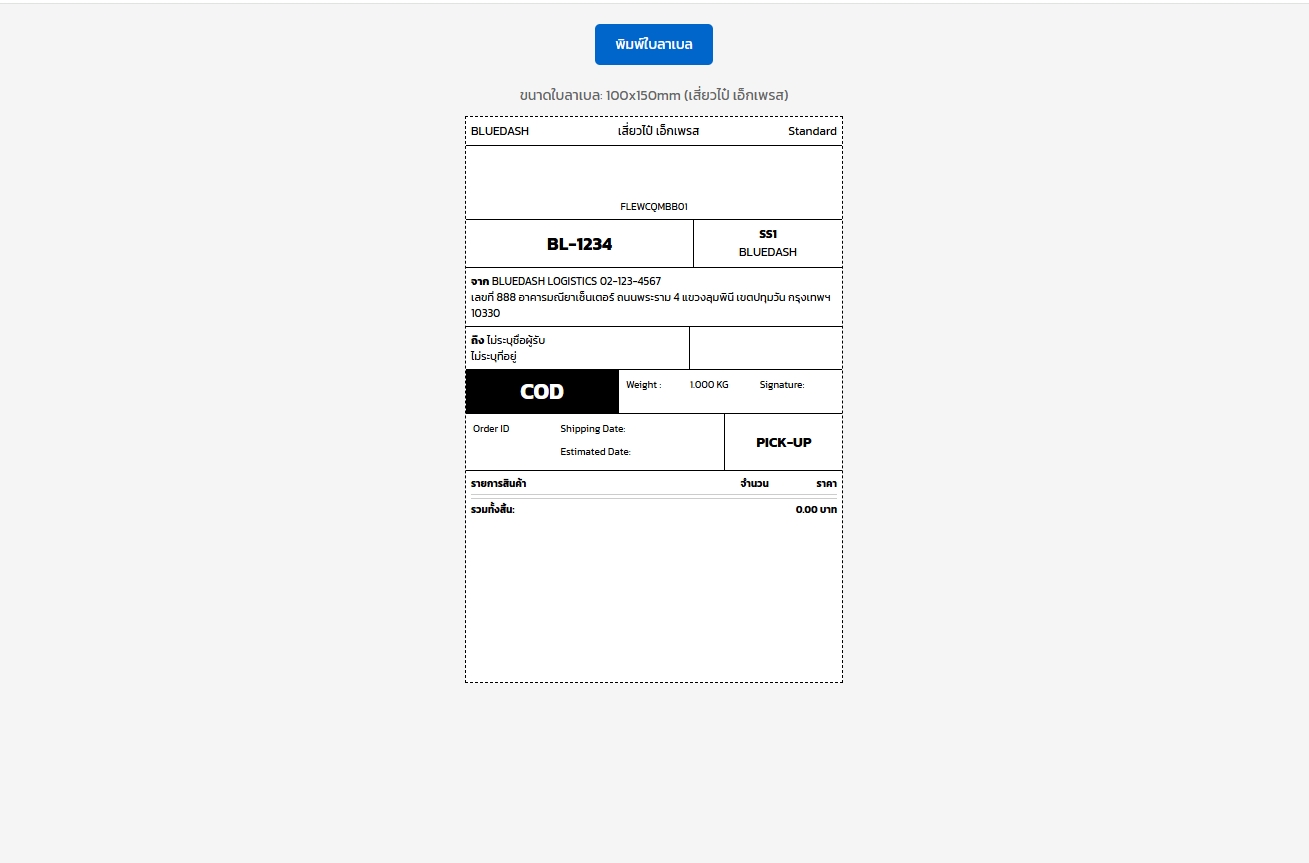 พิมพ์ใบลาเบล
ขนาดใบลาเบล: 100x150mm (เสี่ยวไป๋ เอ็กเพรส)
BLUEDASH เสี่ยวไป๋ เอ็กเพรส Standard
FLEWCQMBB01
BL-1234
SS1
BLUEDASH
จาก BLUEDASH LOGISTICS 02-123-4567
เลขที่ 888 อาคารมณียาเซ็นเตอร์ ถนนพระราม 4 แขวงลุมพินี เขตปทุมวัน กรุงเทพฯ
10330
ถึง ไม่ระบุชื่อผู้รับ
ไม่ระบุที่อยู่
COD
Weight : 1.000 KG Signature:
Order ID Shipping Date:
Estimated Date:
PICK-UP
รายการสินค้า จำนวน ราคา
รวมทั้งสิ้น: 0.00 บาท